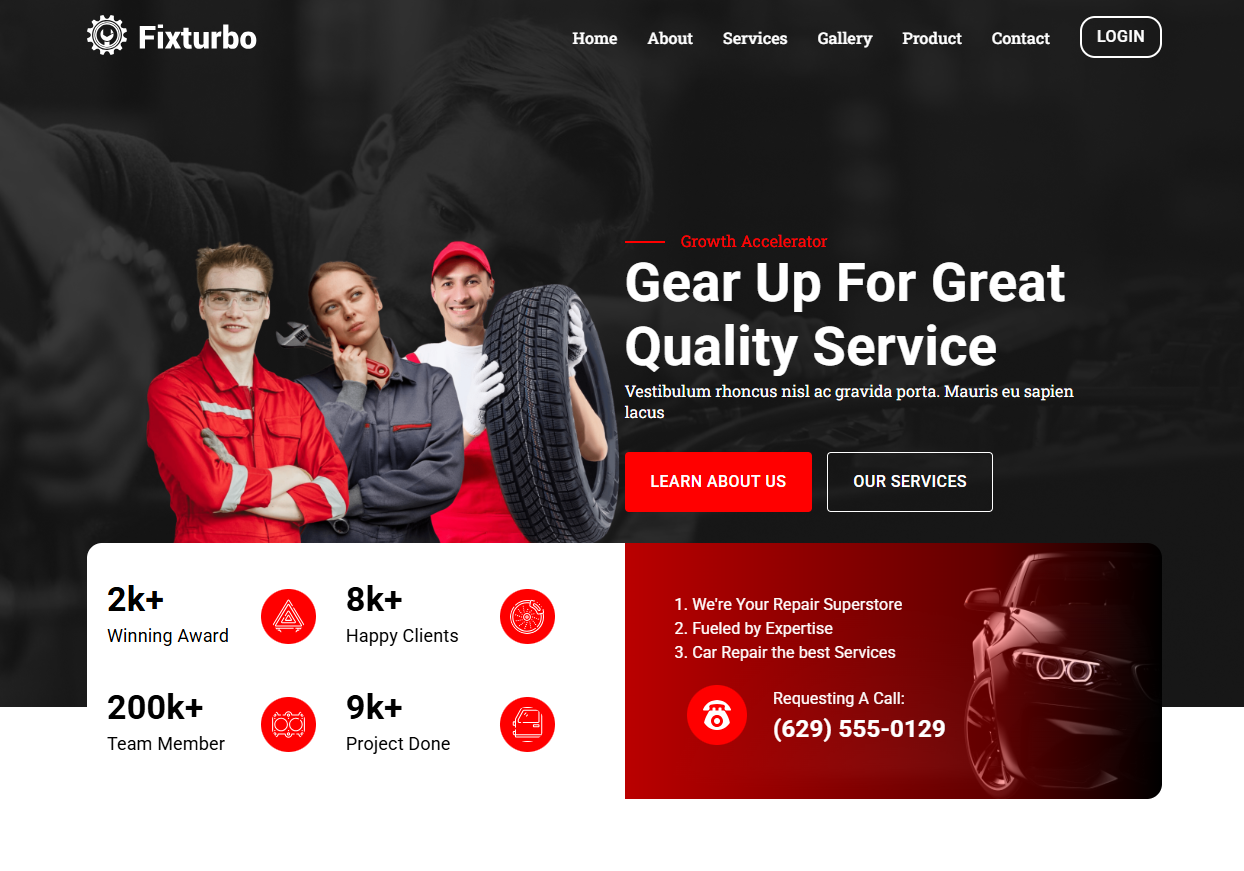 Fixturbo
Home About Services Gallery Product Contact LOGIN
Growth Accelerator
Gear Up For Great
Quality Service
Vestibulum rhoncus nisl ac gravida porta. Mauris eu sapien
lacus
LEARN ABOUT US OUR SERVICES
2k+
Winning Award
8k+
Happy Clients
200k+
Team Member
9k+
Project Done
1. We're Your Repair Superstore
2. Fueled by Expertise
3. Car Repair the best Services
Requesting A Call:
(629) 555-0129